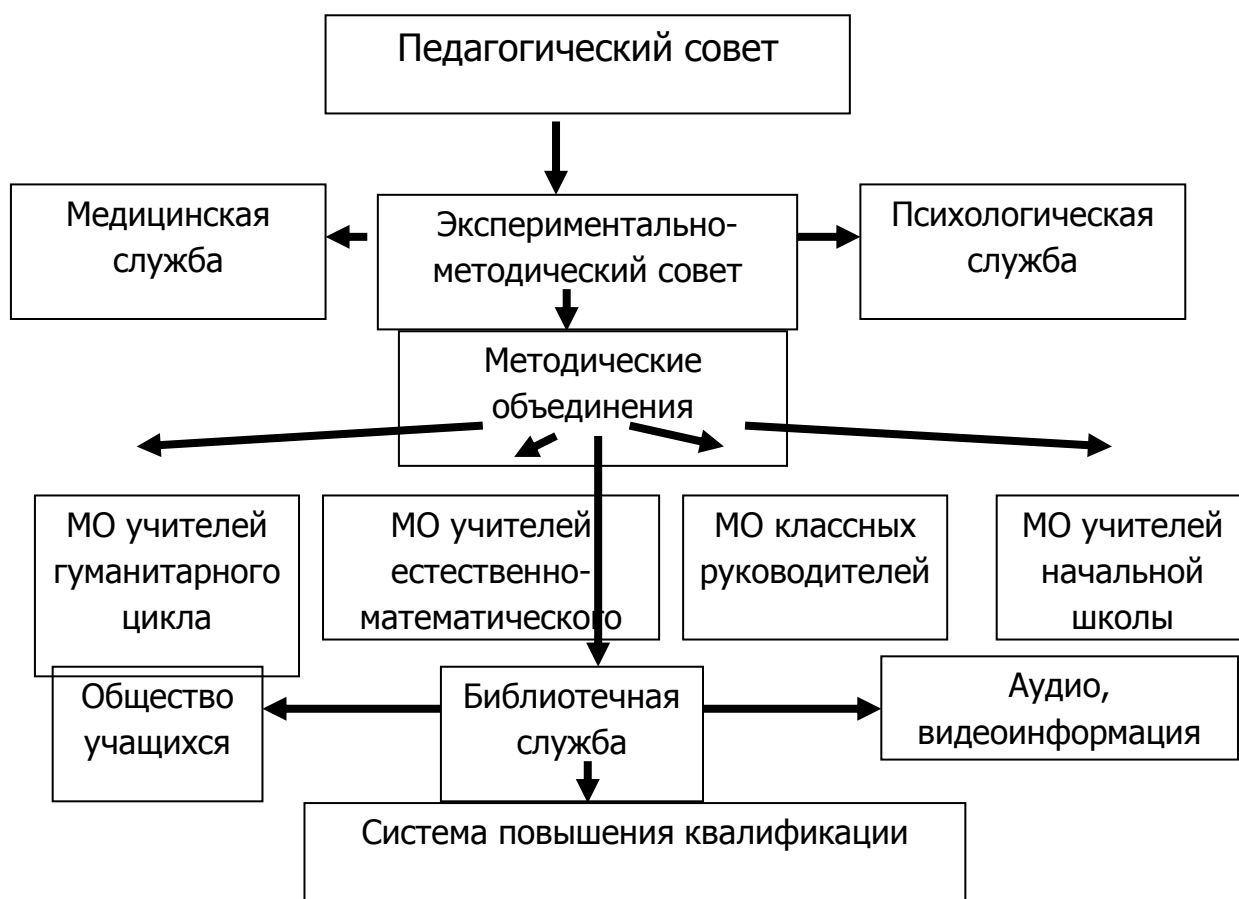 Педагогический совет
Медицинская
служба
Экспериментально-
методический совет
Психологическая
служба
Методические
объединения
МО учителей
гуманитарного
цикла
МО учителей
естественно-
математического
МО классных
руководителей
МО учителей
начальной
школы
Общество
учащихся
Библиотечная
служба
Аудио,
видеоинформация
Система повышения квалификации